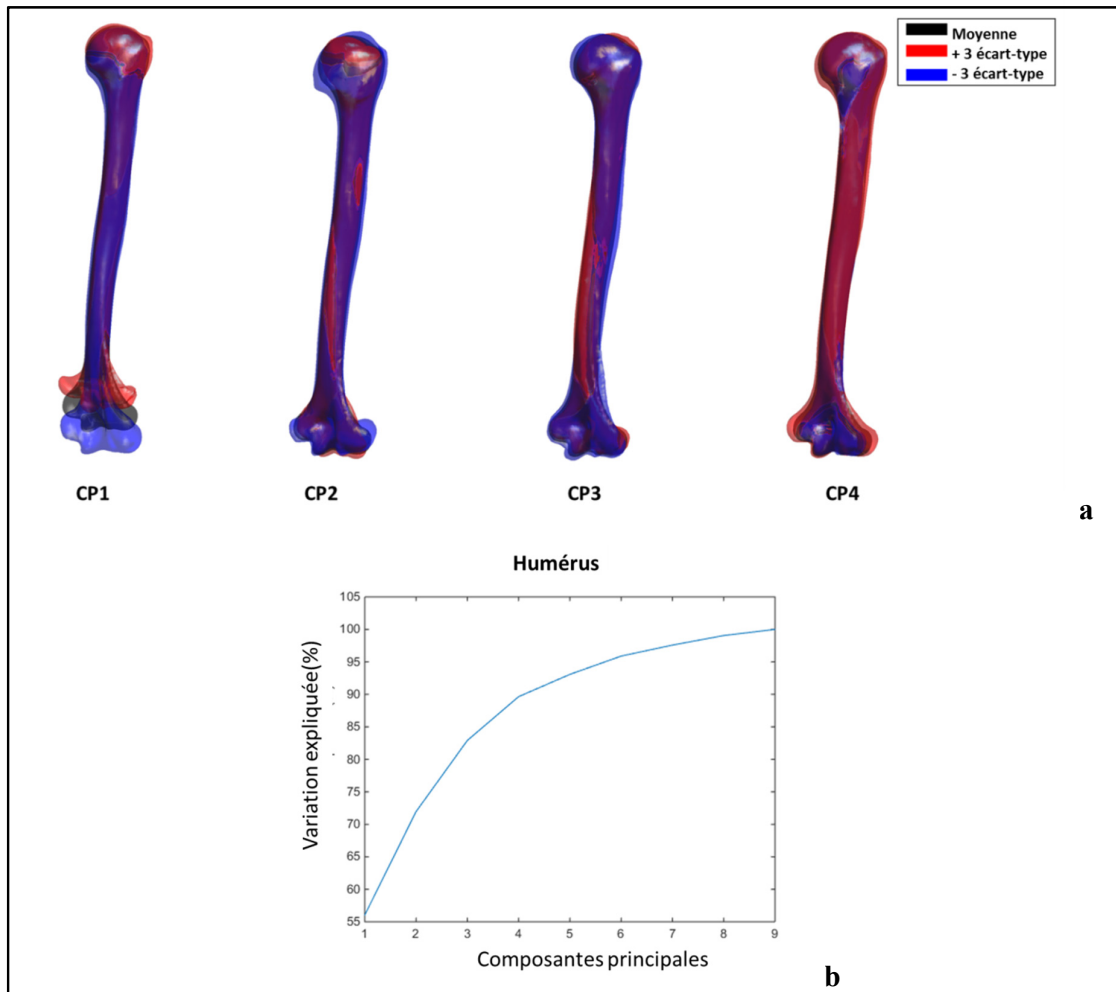 Moyenne
+ 3 écart-type
- 3 écart-type
CP1
CP2
CP3
CP4
a
Humérus
Variation expliquée(%)
105
100
95
90
85
80
75
70
65
60
55
1 2 3 4 5 6 7 8 9
Composantes principales
b